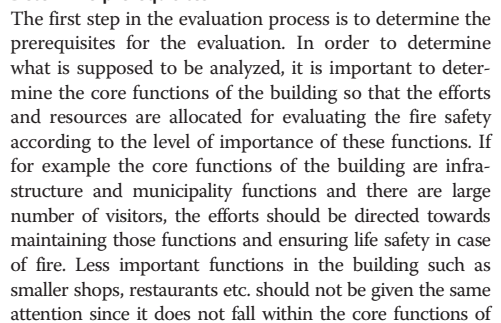 The first step in the evaluation process is to determine the
prerequisites for the evaluation. In order to determine
what is supposed to be analyzed, it is important to deter-
mine the core functions of the building so that the efforts
and resources are allocated for evaluating the fire safety
according to the level of importance of these functions. If
for example the core functions of the building are infra-
structure and municipality functions and there are large
number of visitors, the efforts should be directed towards
maintaining those functions and ensuring life safety in case
of fire. Less important functions in the building such as
smaller shops, restaurants etc. should not be given the same
attention since it does not fall within the core functions of